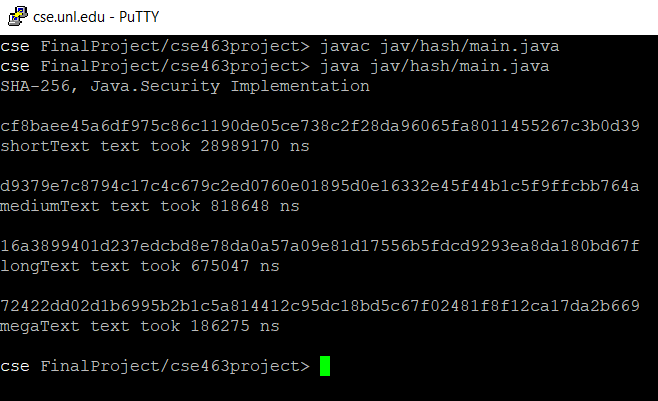 cse.unl.edu - PuTTY
cse FinalProject/cse463project> javac jav/hash/main.java
cse FinalProject/cse463project> java jav/hash/main.java
SHA-256, Java.Security Implementation
cf8baee45a6df975c86c1190de05ce738c2f28da96065fa8011455267c3b0d39
shortText text took 28989170 ns
d9379e7c8794c17c4c679c2ed0760e01895d0e16332e45f44b1c5f9ffcbb764a
mediumText text took 818648 ns
16a3899401d237edcbd8e78da0a57a09e81d17556b5fdcd9293ea8da180bd67f
longText text took 675047 ns
72422dd02d1b6995b2b1c5a814412c95dc18bd5c67f02481f8f12ca17da2b669
megaText text took 186275 ns
cse FinalProject/cse463project>